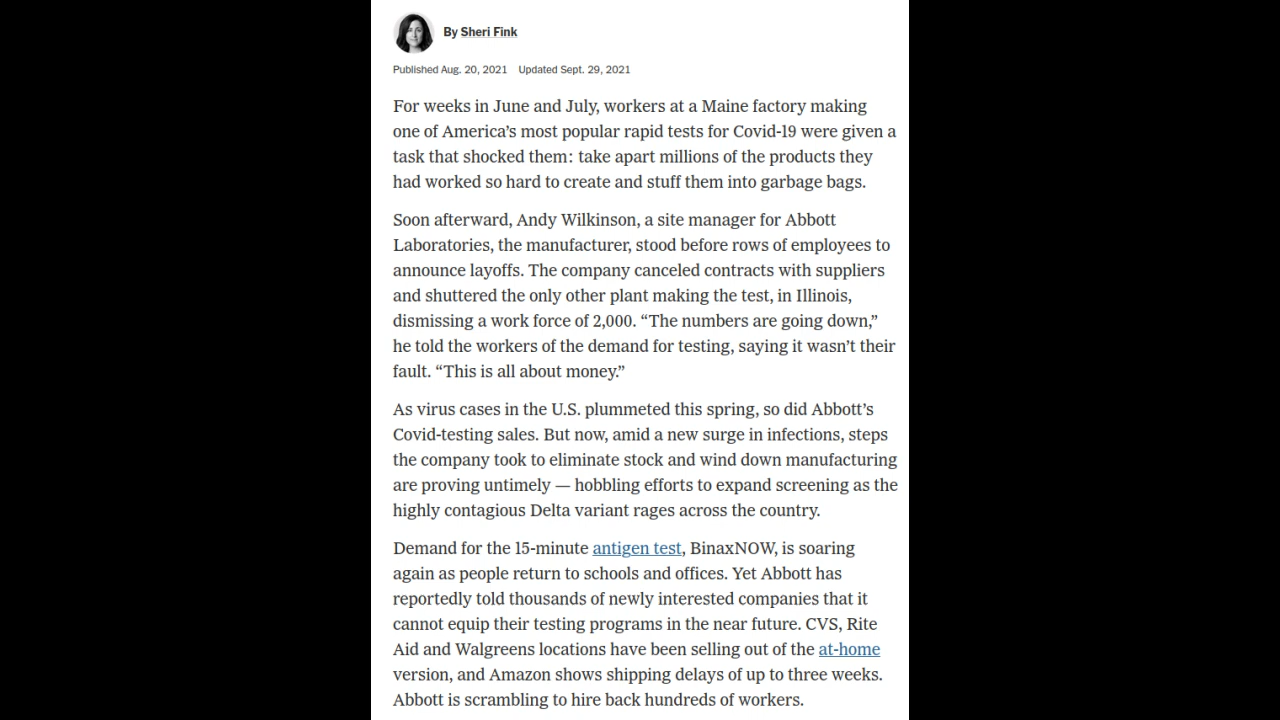 By Sheri Fink
Published Aug. 20, 2021 Updated Sept. 29, 2021
For weeks in June and July, workers at a Maine factory making
one of America’s most popular rapid tests for Covid-19 were given a
task that shocked them: take apart millions of the products they
had worked so hard to create and stuff them into garbage bags.
Soon afterward, Andy Wilkinson, a site manager for Abbott
Laboratories, the manufacturer, stood before rows of employees to
announce layoffs. The company canceled contracts with suppliers
and shuttered the only other plant making the test, in Illinois,
dismissing a work force of 2,000. “The numbers are going down,”
he told the workers of the demand for testing, saying it wasn’t their
fault. “This is all about money.”
As virus cases in the U.S. plummeted this spring, so did Abbott’s
Covid-testing sales. But now, amid a new surge in infections, steps
the company took to eliminate stock and wind down manufacturing
are proving untimely — hobbling efforts to expand screening as the
highly contagious Delta variant rages across the country.
Demand for the 15-minute antigen test, BinaxNOW, is soaring
again as people return to schools and offices. Yet Abbott has
reportedly told thousands of newly interested companies that it
cannot equip their testing programs in the near future. CVS, Rite
Aid and Walgreens locations have been selling out of the at-home
version, and Amazon shows shipping delays of up to three weeks.
Abbott is scrambling to hire back hundreds of workers.